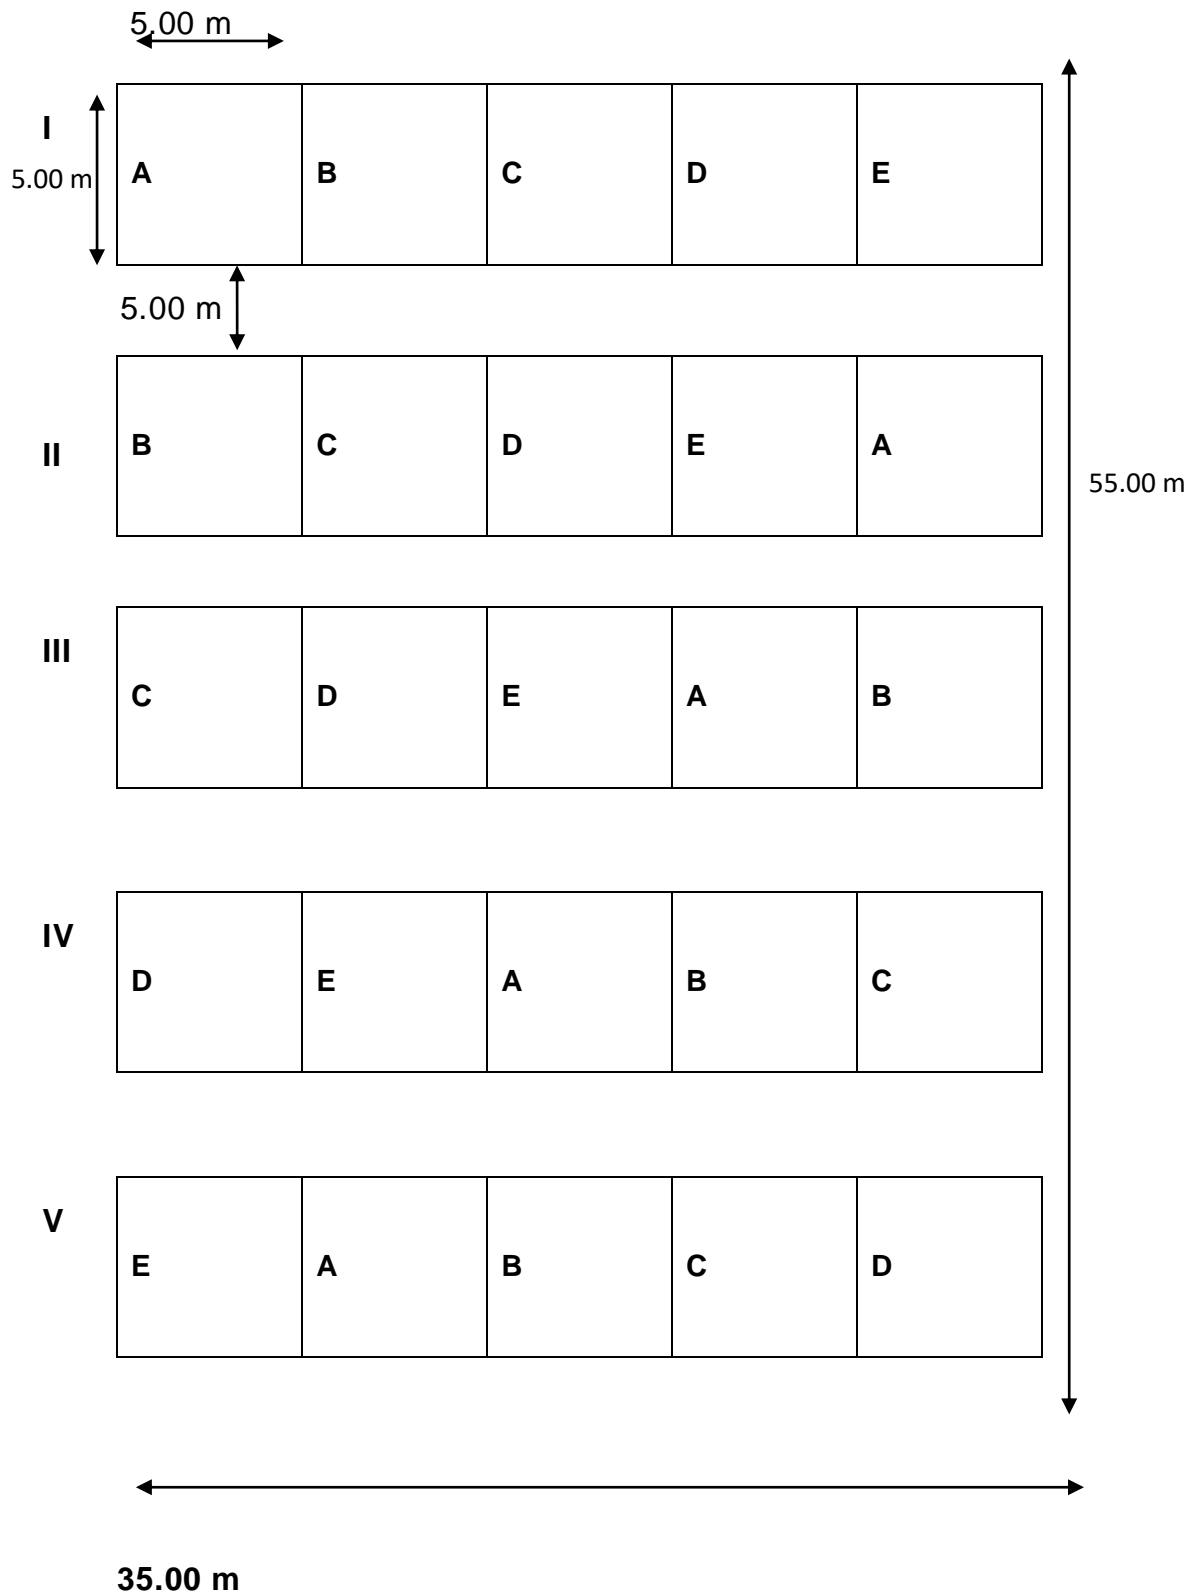 5.00 m
I
5.00 m
A B C D E
5.00 m
II
B C D E A
55.00 m
III
C D E A B
IV
D E A B C
V
E A B C D
35.00 m